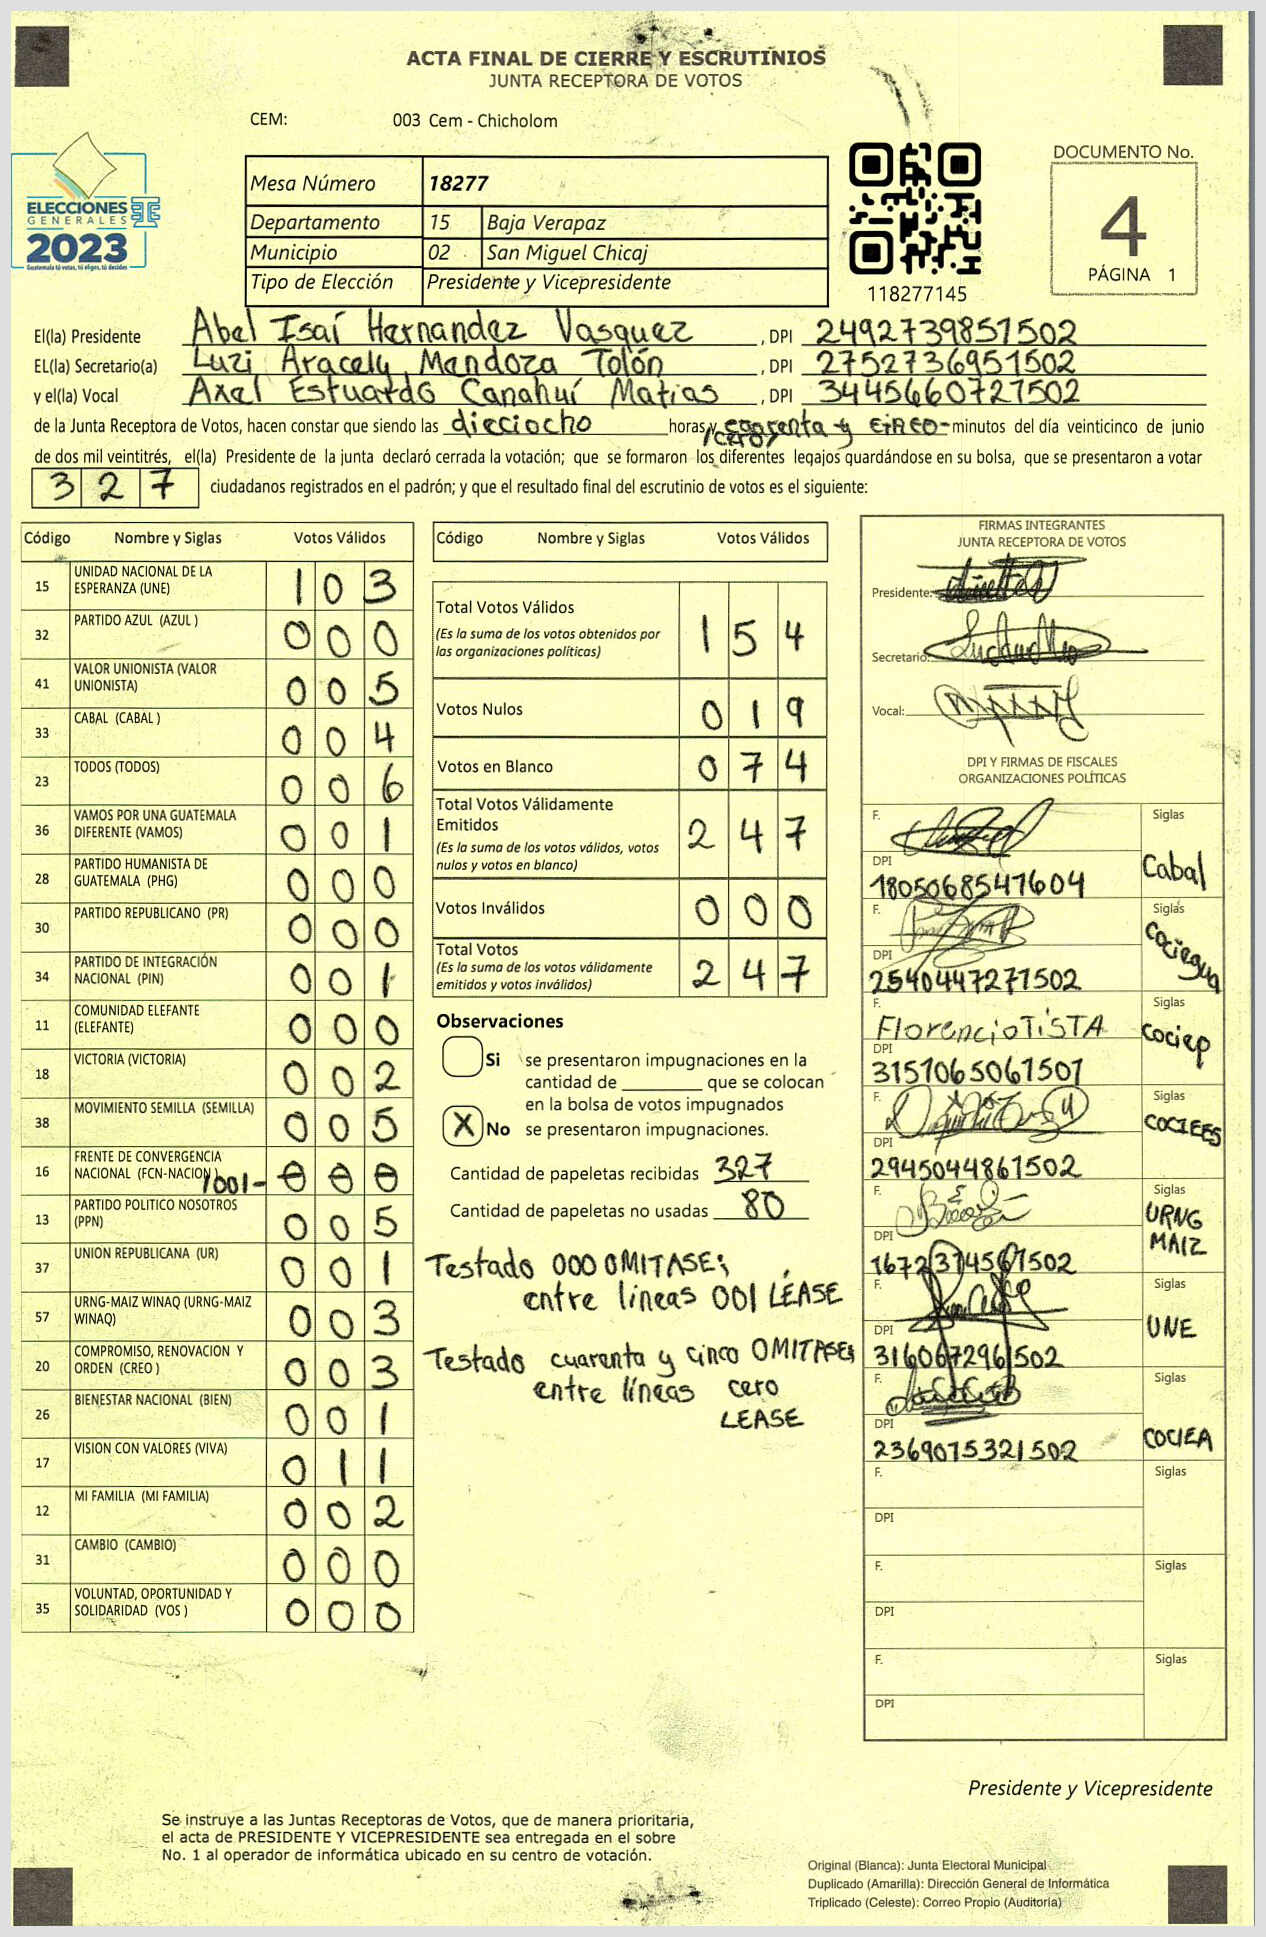 ACTA FINAL DE CIERRE Y ESCRUTINIOS
JUNTA RECEPTORA DE VOTOS
CEM: 003 Cem - Chicholom
ELECCIONES
GENERALES
2023
Guatemala tú votas, tú eliges, tú decides
Mesa Número 18277
Departamento 15 Baja Verapaz
Municipio 02 San Miguel Chicaj
Tipo de Elección Presidente y Vicepresidente
118277145
DOCUMENTO No.
4
PÁGINA 1
El(la) Presidente Abel Isaí Hernandez Vasquez, DPI 2492739851502
EL(la) Secretario(a) Luzi Aracely Mendoza Tolón, DPI 2752736951502
y el(la) Vocal Axel Estuardo Canahuí Matias, DPI 3445660721502
de la Junta Receptora de Votos, hacen constar que siendo las dieciocho horas y cuarenta y cinco minutos del día veinticinco de junio
/cero/
de dos mil veintitrés, el(la) Presidente de la junta declaró cerrada la votación; que se formaron los diferentes legajos guardándose en su bolsa, que se presentaron a votar
327 ciudadanos registrados en el padrón; y que el resultado final del escrutinio de votos es el siguiente:
Código Nombre y Siglas Votos Válidos
15 UNIDAD NACIONAL DE LA ESPERANZA (UNE) 103
32 PARTIDO AZUL (AZUL ) 000
41 VALOR UNIONISTA (VALOR UNIONISTA) 005
33 CABAL (CABAL ) 004
23 TODOS (TODOS) 006
36 VAMOS POR UNA GUATEMALA DIFERENTE (VAMOS) 001
28 PARTIDO HUMANISTA DE GUATEMALA (PHG) 000
30 PARTIDO REPUBLICANO (PR) 000
34 PARTIDO DE INTEGRACIÓN NACIONAL (PIN) 001
11 COMUNIDAD ELEFANTE (ELEFANTE) 000
18 VICTORIA (VICTORIA) 002
38 MOVIMIENTO SEMILLA (SEMILLA) 005
16 FRENTE DE CONVERGENCIA NACIONAL (FCN-NACION) /001- 000
13 PARTIDO POLITICO NOSOTROS (PPN) 005
37 UNION REPUBLICANA (UR) 001
57 URNG-MAIZ WINAQ (URNG-MAIZ WINAQ) 003
20 COMPROMISO, RENOVACION Y ORDEN (CREO ) 003
26 BIENESTAR NACIONAL (BIEN) 001
17 VISION CON VALORES (VIVA) 011
12 MI FAMILIA (MI FAMILIA) 002
31 CAMBIO (CAMBIO) 000
35 VOLUNTAD, OPORTUNIDAD Y SOLIDARIDAD (VOS ) 000
Código Nombre y Siglas Votos Válidos
Total Votos Válidos 154
(Es la suma de los votos obtenidos por
las organizaciones políticas)
Votos Nulos 019
Votos en Blanco 074
Total Votos Válidamente
Emitidos 247
(Es la suma de los votos válidos, votos
nulos y votos en blanco)
Votos Inválidos 000
Total Votos 247
(Es la suma de los votos válidamente
emitidos y votos inválidos)
Observaciones
Si se presentaron impugnaciones en la
cantidad de ________ que se colocan
en la bolsa de votos impugnados
X No se presentaron impugnaciones.
Cantidad de papeletas recibidas 327
Cantidad de papeletas no usadas 80
Testado 000 OMITASE;
entre líneas 001 LEASE
Testado cuarenta y cinco OMITASE;
entre líneas cero
LEASE
FIRMAS INTEGRANTES
JUNTA RECEPTORA DE VOTOS
Presidente:
Secretario:
Vocal:
DPI Y FIRMAS DE FISCALES
ORGANIZACIONES POLÍTICAS
F. Siglas
Cabal
DPI
1805068547604
F. Siglas
Cociegua
DPI
2540447271502
F. Siglas
Florencio TiSTA
Cociep
DPI
3157065061501
F. Siglas
COCIEES
DPI
2945044861502
F. Siglas
URNG
MAIZ
DPI
1672374561502
F. Siglas
UNE
DPI
3160672961502
F. Siglas
COCIEA
DPI
2369075321502
F. Siglas
DPI
F. Siglas
DPI
F. Siglas
DPI
Presidente y Vicepresidente
Se instruye a las Juntas Receptoras de Votos, que de manera prioritaria,
el acta de PRESIDENTE Y VICEPRESIDENTE sea entregada en el sobre
No. 1 al operador de informática ubicado en su centro de votación.
Original (Blanca): Junta Electoral Municipal
Duplicado (Amarilla): Dirección General de Informática
Triplicado (Celeste): Correo Propio (Auditoría)